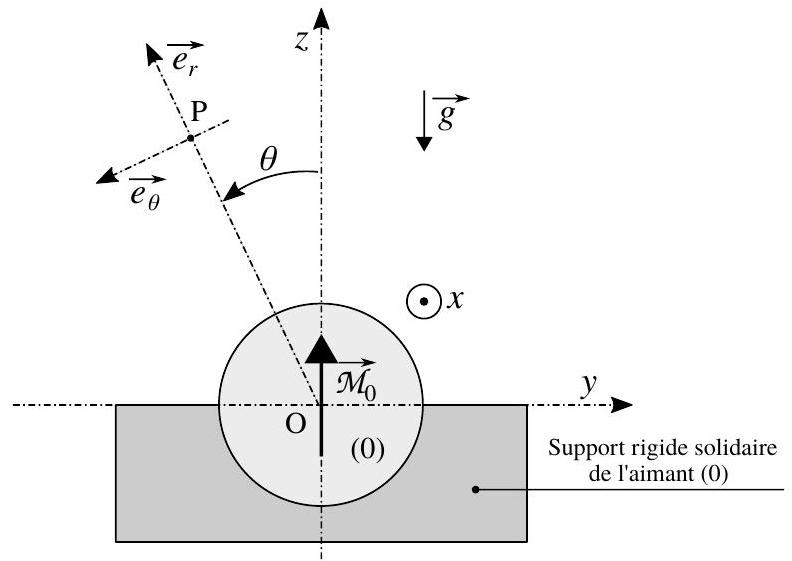 z
e_r
P
g
θ
e_θ
x
ℳ_0
y
O
(0)
Support rigide solidaire
de l'aimant (0)